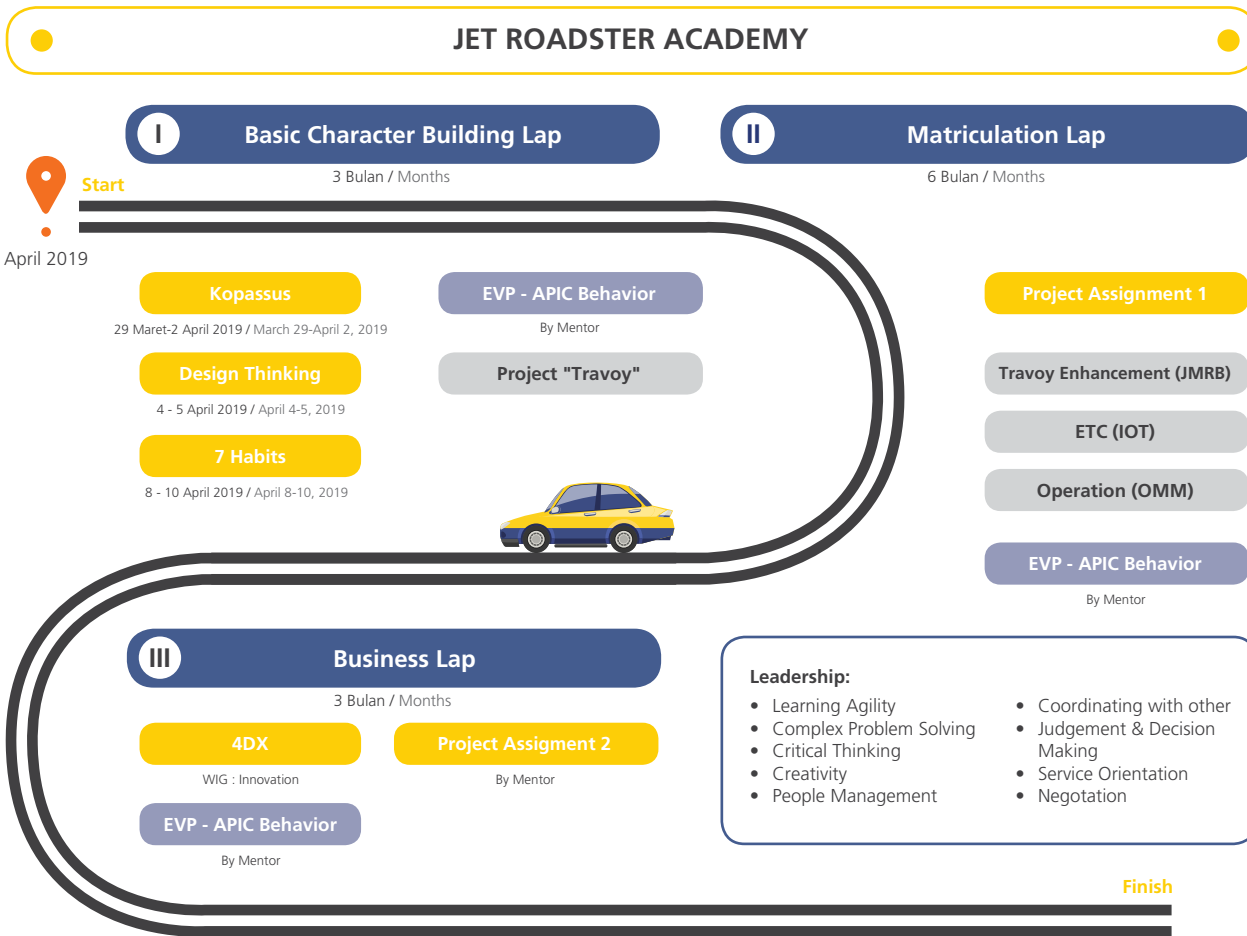 JET ROADSTER ACADEMY
I
Basic Character Building Lap
3 Bulan / Months
II
Matriculation Lap
6 Bulan / Months
Start
April 2019
Kopassus
29 Maret-2 April 2019 / March 29-April 2, 2019
Design Thinking
4 - 5 April 2019 / April 4-5, 2019
7 Habits
8 - 10 April 2019 / April 8-10, 2019
EVP - APIC Behavior
By Mentor
Project "Travoy"
Project Assignment 1
Travoy Enhancement (JMRB)
ETC (IOT)
Operation (OMM)
EVP - APIC Behavior
By Mentor
III
Business Lap
3 Bulan / Months
4DX
WIG : Innovation
Project Assigment 2
By Mentor
EVP - APIC Behavior
By Mentor
Leadership:
• Learning Agility
• Complex Problem Solving
• Critical Thinking
• Creativity
• People Management
• Coordinating with other
• Judgement & Decision
Making
• Service Orientation
• Negotation
Finish